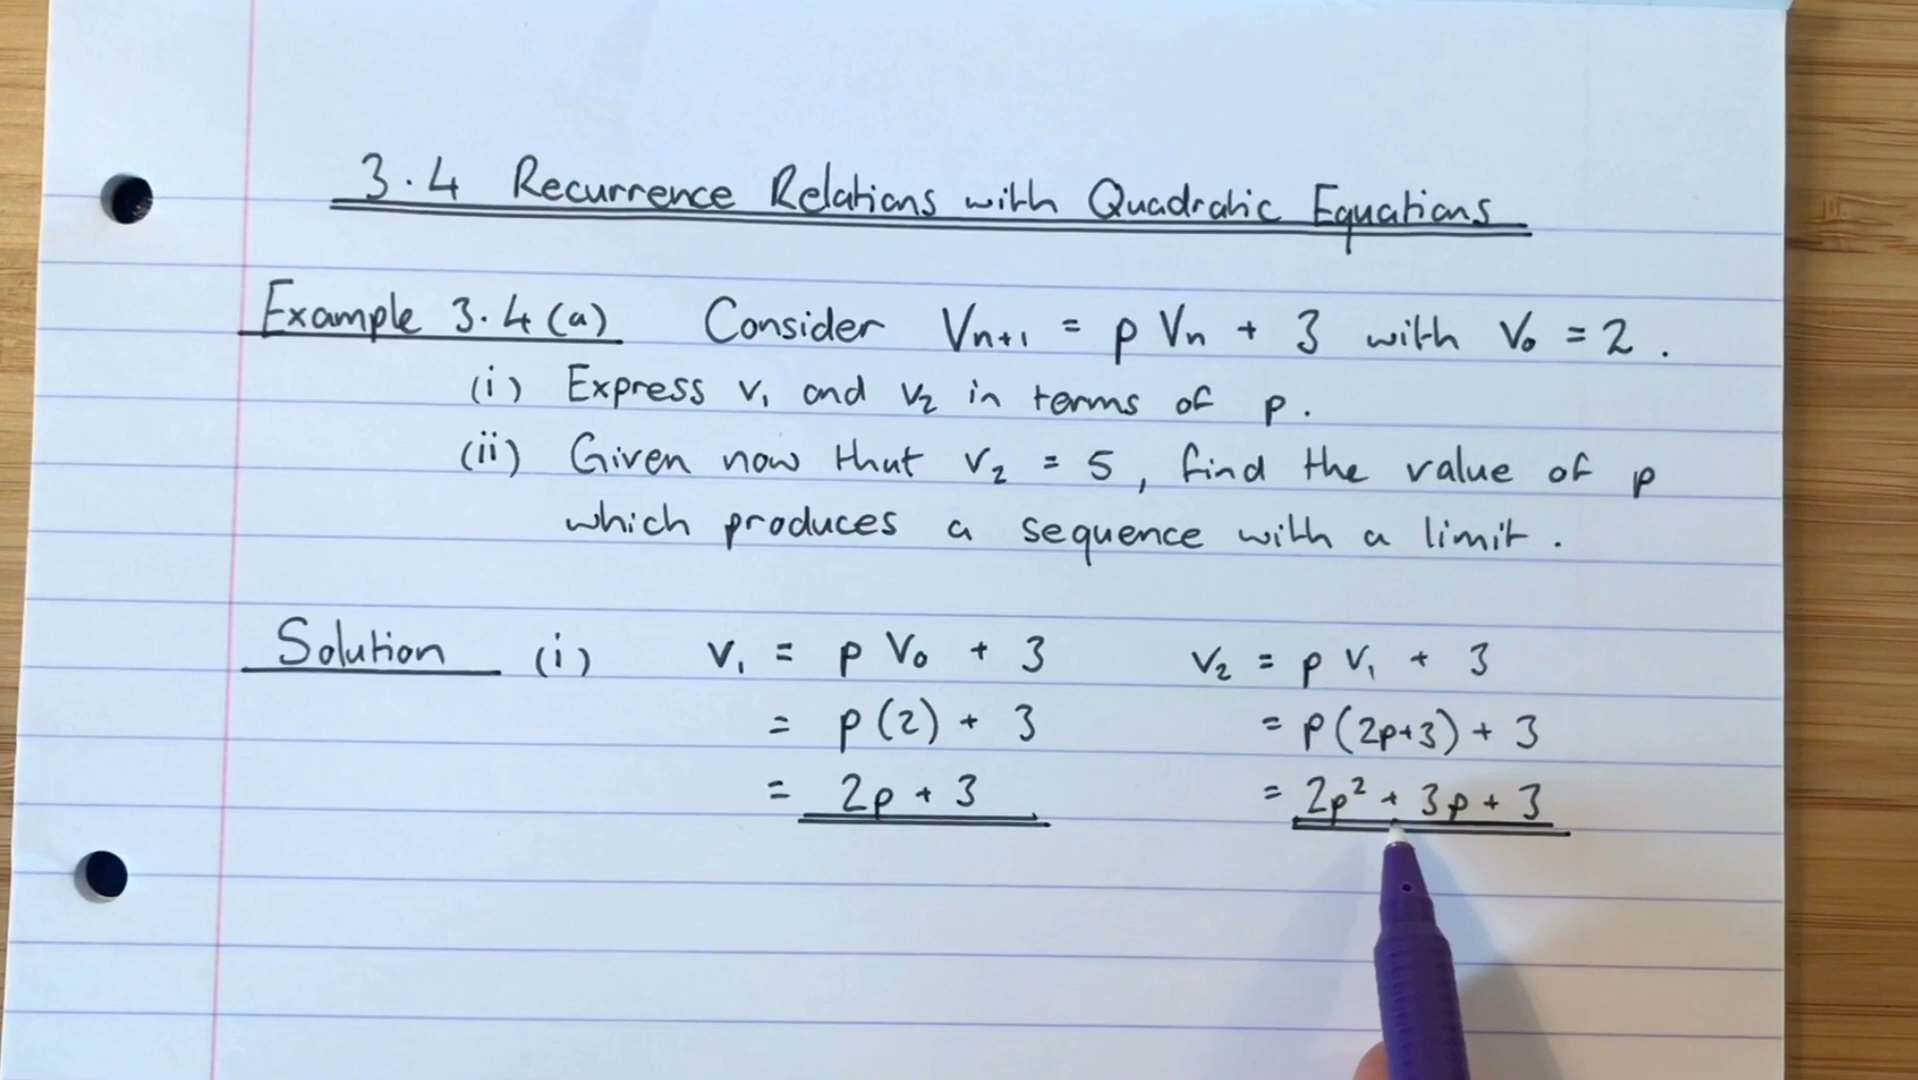 3.4 Recurrence Relations with Quadratic Equations
Example 3.4 (a) Consider Vₙ₊₁ = p Vₙ + 3 with V₀ = 2 .
(i) Express v₁ and v₂ in terms of p .
(ii) Given now that v₂ = 5 , find the value of p
which produces a sequence with a limit .
Solution (i) v₁ = p V₀ + 3 v₂ = p v₁ + 3
= p (2) + 3 = p (2p+3) + 3
= 2p + 3 = 2p² + 3p + 3